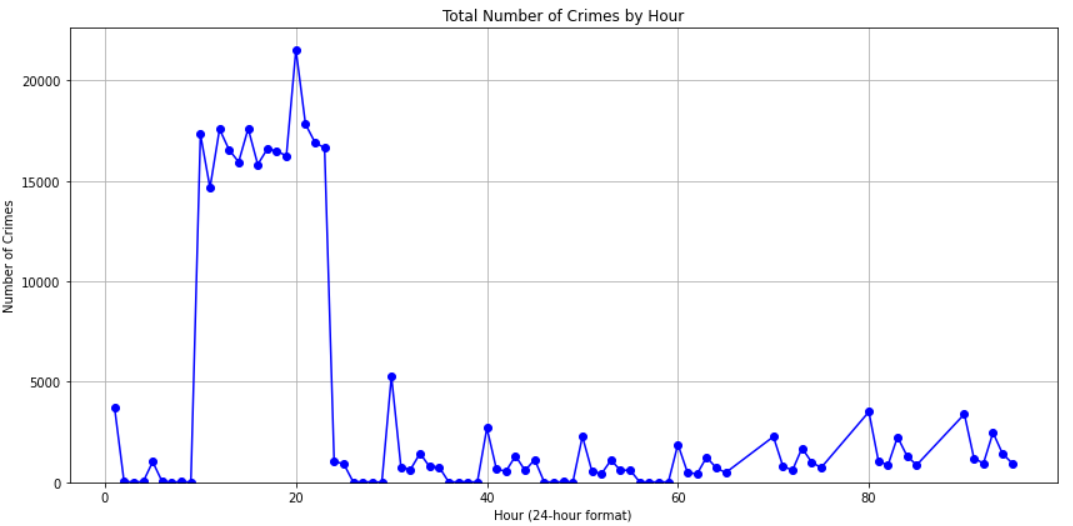 Total Number of Crimes by Hour
20000
15000
10000
5000
0
Number of Crimes
0 20 40 60 80
Hour (24-hour format)